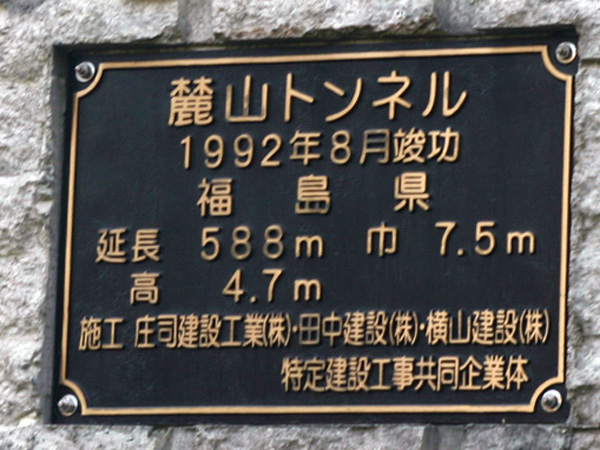 麓山トンネル
1992年8月竣功
福島県
延長 588m 巾 7.5m
高 4.7m
施工 庄司建設工業(株)・田中建設(株)・横山建設(株)
特定建設工事共同企業体